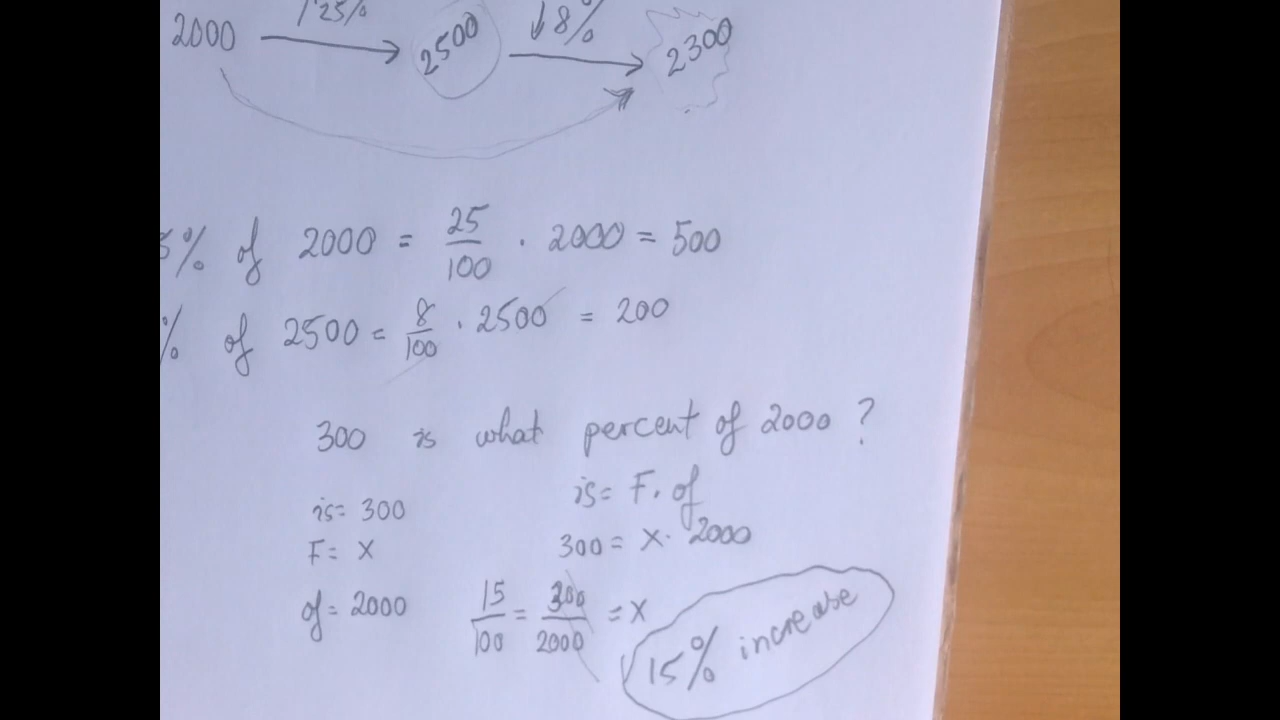 2000 ↑25% 2500 ↓8% 2300
5% of 2000 = 25/100 · 2000 = 500
% of 2500 = 8/100 · 2500 = 200
300 is what percent of 2000 ?
is= 300 is= F. of
F= X 300 = X. 2000
of= 2000 15/100 = 300/2000 = X 15% increase